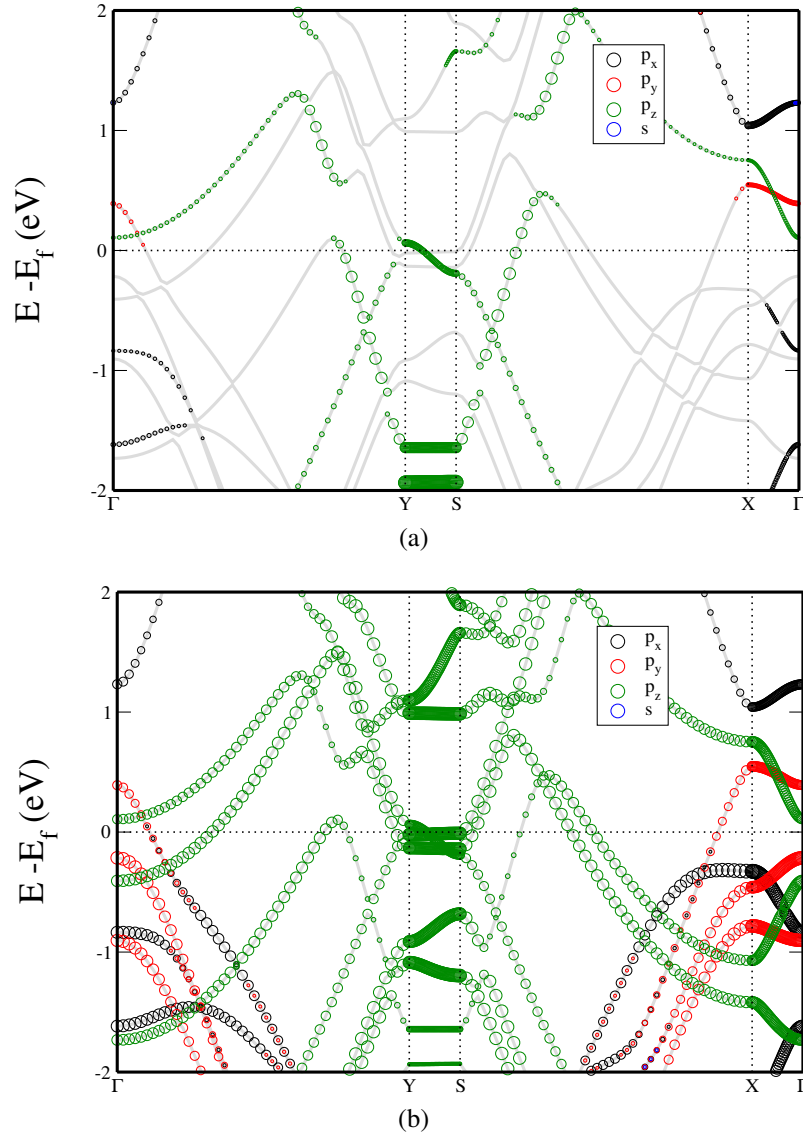 2
1
0
-1
-2
E -E_f (eV)
p_x
p_y
p_z
s
Γ
Y
S
X
Γ
(a)
2
1
0
-1
-2
E -E_f (eV)
p_x
p_y
p_z
s
Γ
Y
S
X
Γ
(b)